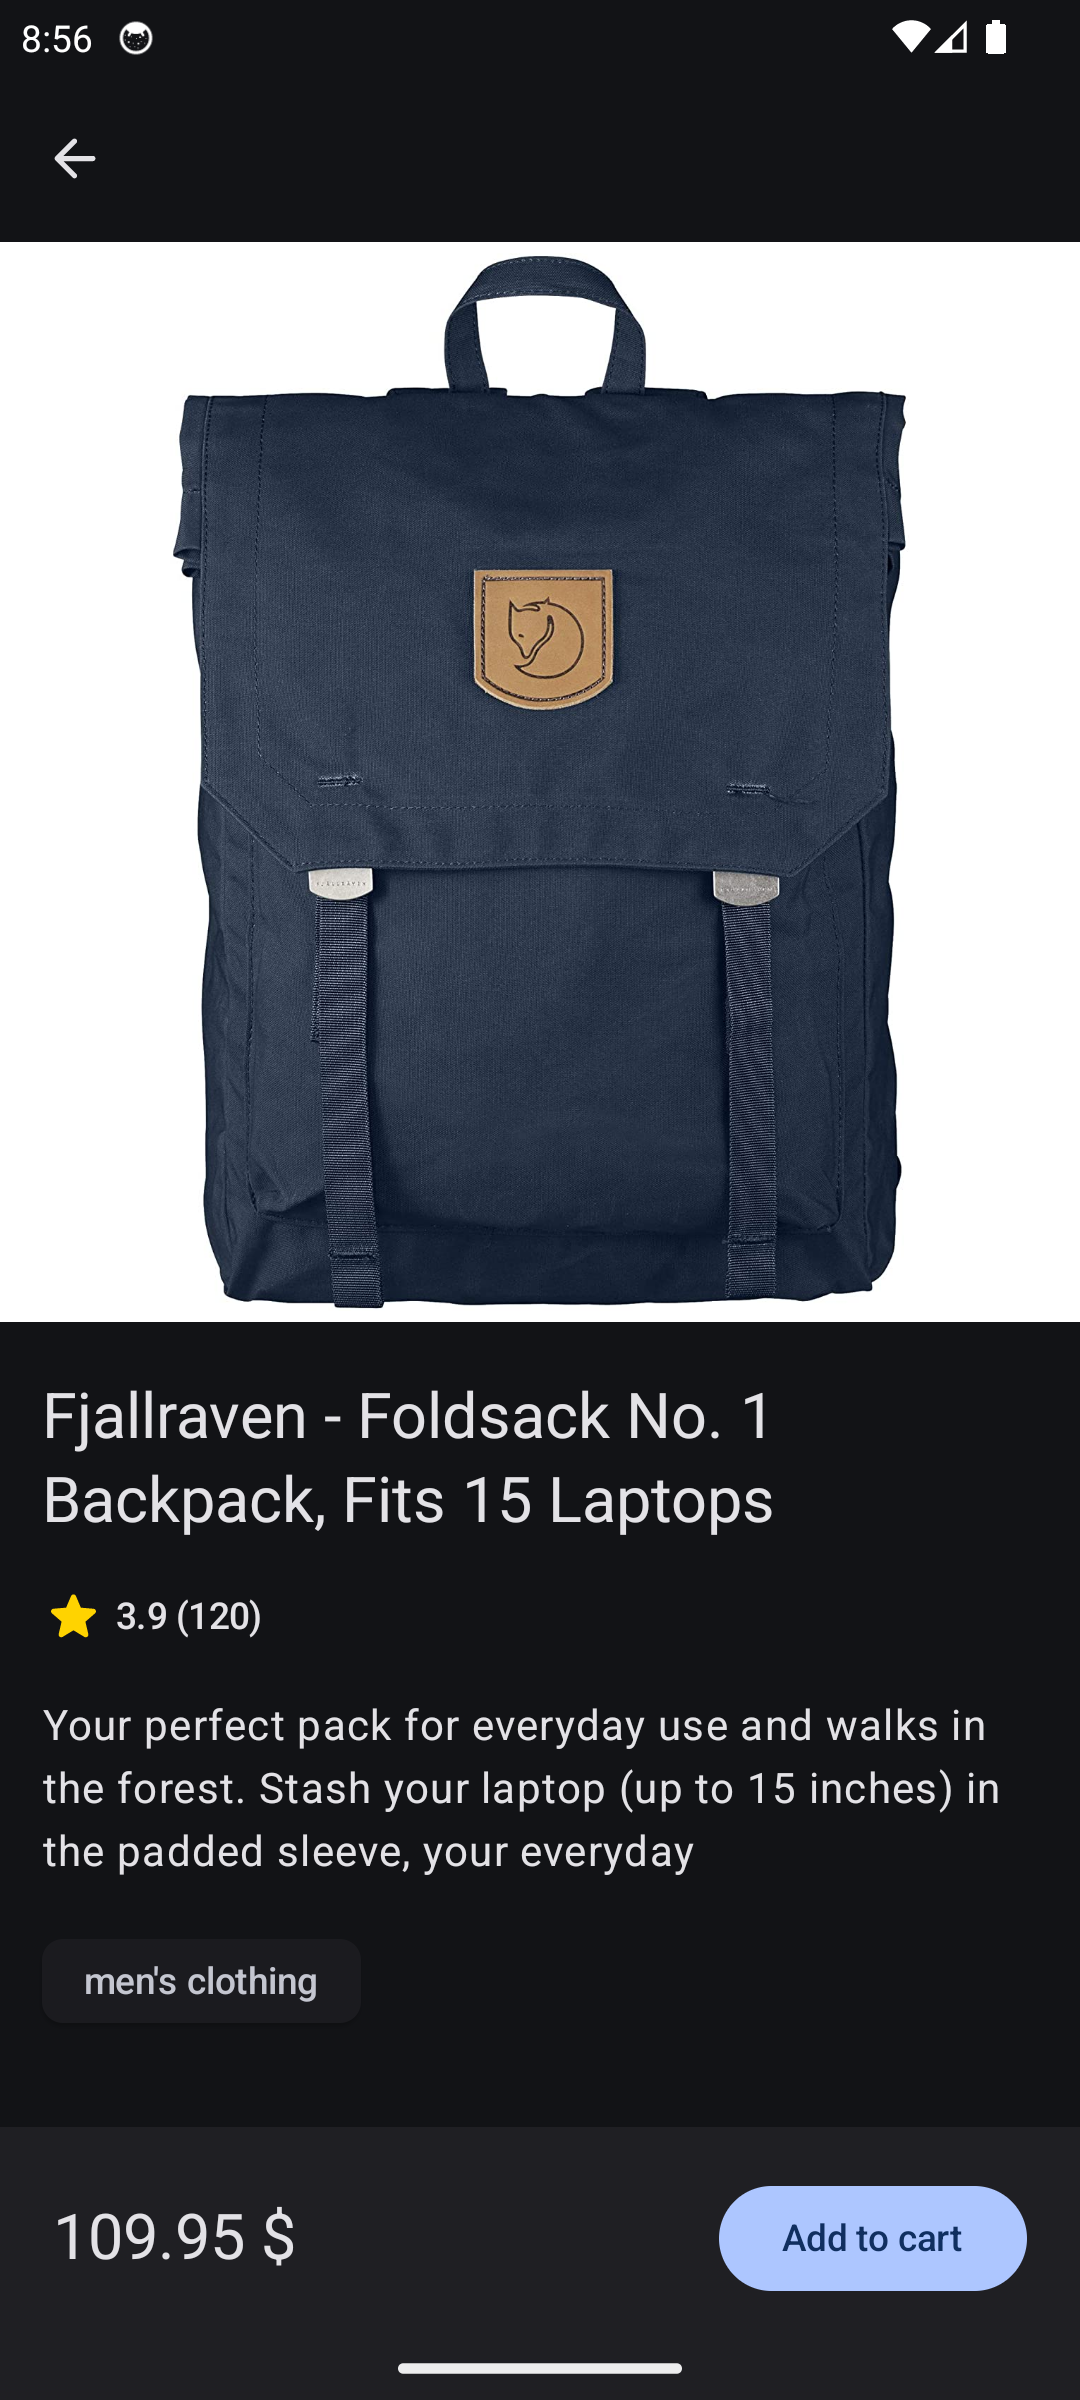 8:56
Fjallraven - Foldsack No. 1
Backpack, Fits 15 Laptops
3.9 (120)
Your perfect pack for everyday use and walks in
the forest. Stash your laptop (up to 15 inches) in
the padded sleeve, your everyday
men's clothing
109.95 $
Add to cart